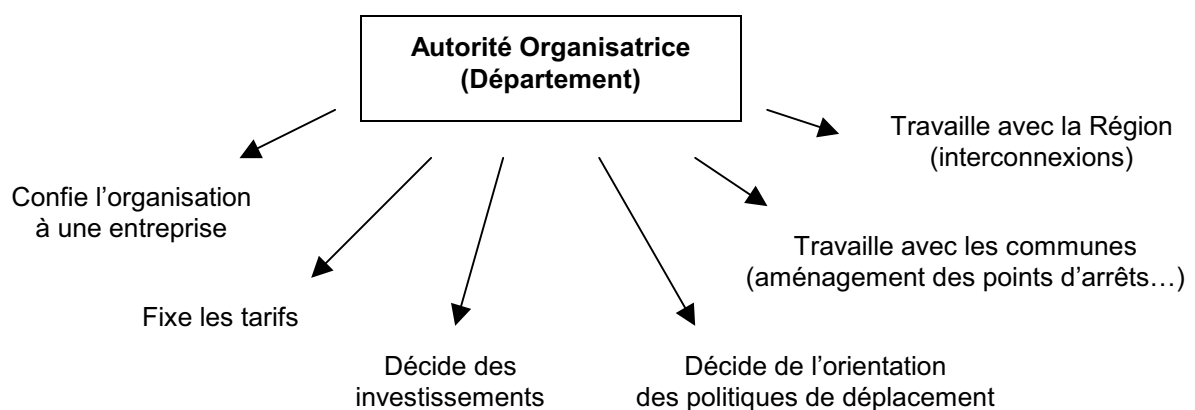 Autorité Organisatrice
(Département)
Travaille avec la Région
(interconnexions)
Confie l’organisation
à une entreprise
Travaille avec les communes
(aménagement des points d’arrêts…)
Fixe les tarifs
Décide des
investissements
Décide de l’orientation
des politiques de déplacement